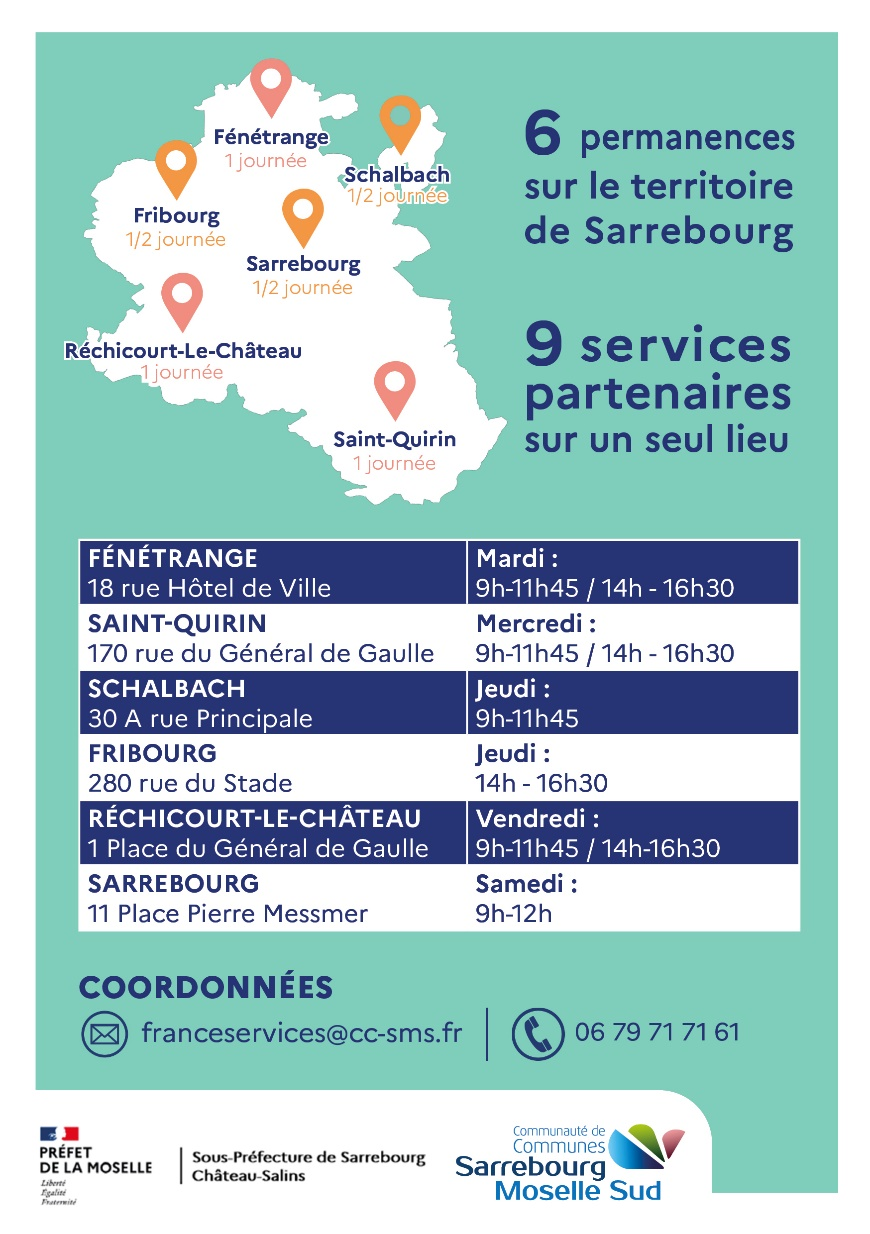 Fénétrange
1 journée
Schalbach
1/2 journée
Fribourg
1/2 journée
Sarrebourg
1/2 journée
Réchicourt-Le-Château
1 journée
Saint-Quirin
1 journée
6 permanences
sur le territoire
de Sarrebourg
9 services
partenaires
sur un seul lieu
FÉNÉTRANGE
18 rue Hôtel de Ville
Mardi :
9h-11h45 / 14h - 16h30
SAINT-QUIRIN
170 rue du Général de Gaulle
Mercredi :
9h-11h45 / 14h - 16h30
SCHALBACH
30 A rue Principale
Jeudi :
9h-11h45
FRIBOURG
280 rue du Stade
Jeudi :
14h - 16h30
RÉCHICOURT-LE-CHÂTEAU
1 Place du Général de Gaulle
Vendredi :
9h-11h45 / 14h-16h30
SARREBOURG
11 Place Pierre Messmer
Samedi :
9h-12h
COORDONNÉES
franceservices@cc-sms.fr
06 79 71 71 61
PRÉFET
DE LA MOSELLE
Liberté
Égalité
Fraternité
Sous-Préfecture de Sarrebourg
Château-Salins
Communauté de
Communes
Sarrebourg
Moselle Sud